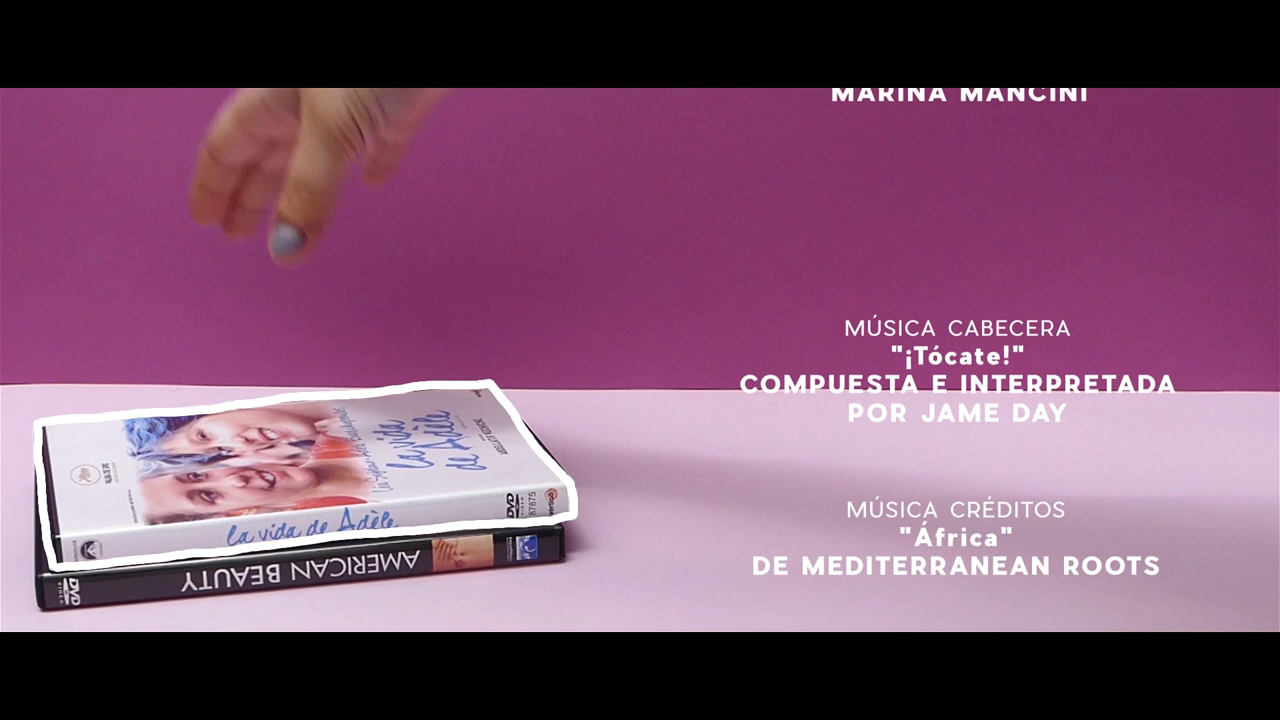 MARINA MANCINI
MÚSICA CABECERA
"¡Tócate!"
COMPUESTA E INTERPRETADA
POR JAME DAY
MÚSICA CRÉDITOS
"África"
DE MEDITERRANEAN ROOTS
la vida
de Adèle
la vida de Adèle
DVD
AMERICAN BEAUTY
DVD